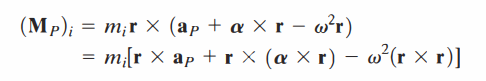 (M_P)_i = m_i r × (a_P + α × r − ω²r)
= m_i[r × a_P + r × (α × r) − ω²(r × r)]